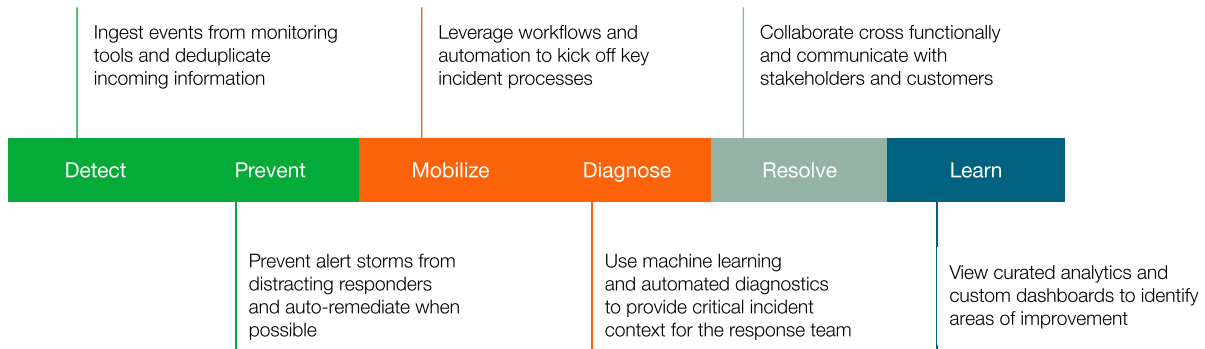 Ingest events from monitoring
tools and deduplicate
incoming information
Leverage workflows and
automation to kick off key
incident processes
Collaborate cross functionally
and communicate with
stakeholders and customers
Detect
Prevent
Mobilize
Diagnose
Resolve
Learn
Prevent alert storms from
distracting responders
and auto-remediate when
possible
Use machine learning
and automated diagnostics
to provide critical incident
context for the response team
View curated analytics and
custom dashboards to identify
areas of improvement